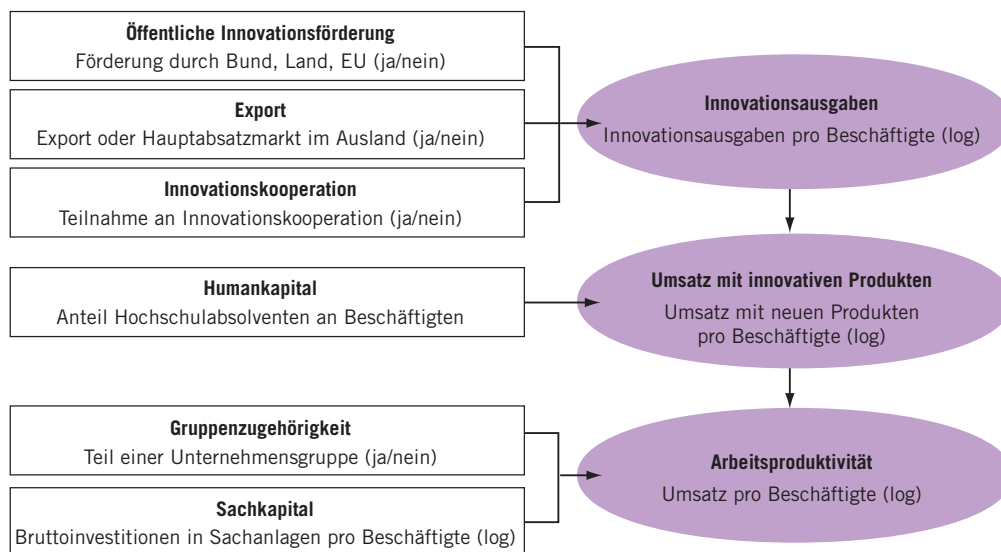 Öffentliche Innovationsförderung
Förderung durch Bund, Land, EU (ja/nein)
Export
Export oder Hauptabsatzmarkt im Ausland (ja/nein)
Innovationskooperation
Teilnahme an Innovationskooperation (ja/nein)
Innovationsausgaben
Innovationsausgaben pro Beschäftigte (log)
Humankapital
Anteil Hochschulabsolventen an Beschäftigten
Umsatz mit innovativen Produkten
Umsatz mit neuen Produkten
pro Beschäftigte (log)
Gruppenzugehörigkeit
Teil einer Unternehmensgruppe (ja/nein)
Sachkapital
Bruttoinvestitionen in Sachanlagen pro Beschäftigte (log)
Arbeitsproduktivität
Umsatz pro Beschäftigte (log)